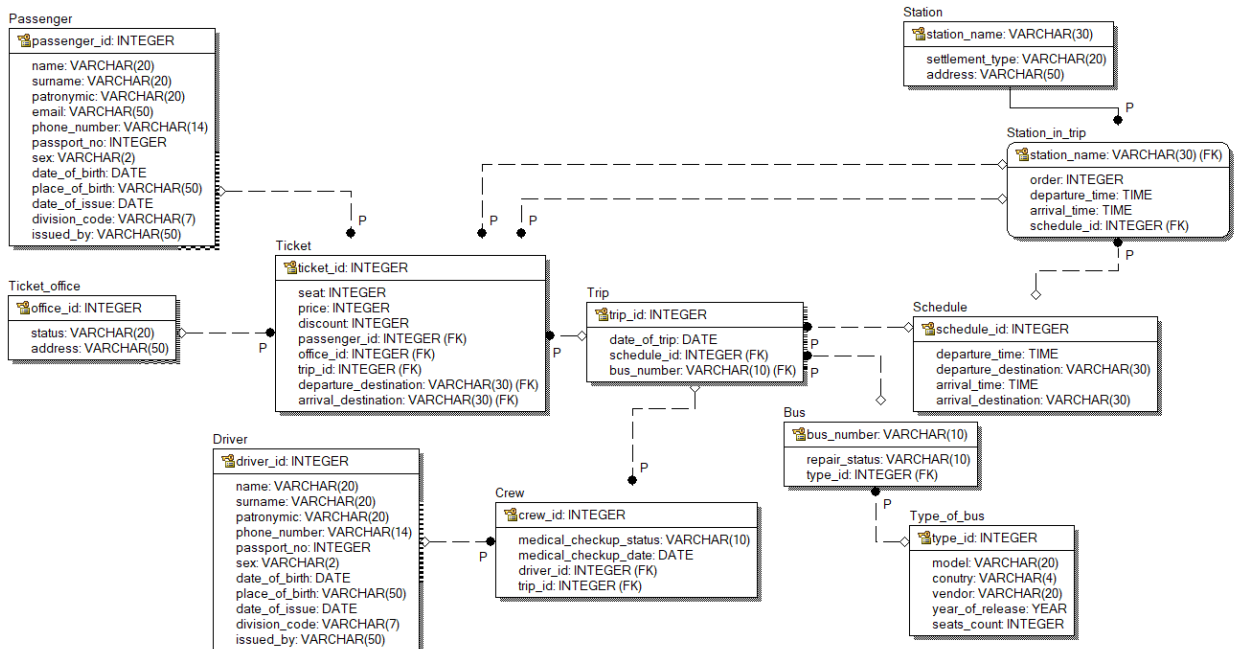 Passenger
passenger_id: INTEGER
name: VARCHAR(20)
surname: VARCHAR(20)
patronymic: VARCHAR(20)
email: VARCHAR(50)
phone_number: VARCHAR(14)
passport_no: INTEGER
sex: VARCHAR(2)
date_of_birth: DATE
place_of_birth: VARCHAR(50)
date_of_issue: DATE
division_code: VARCHAR(7)
issued_by: VARCHAR(50)
P
Station
station_name: VARCHAR(30)
settlement_type: VARCHAR(20)
address: VARCHAR(50)
P
Station_in_trip
station_name: VARCHAR(30) (FK)
order: INTEGER
departure_time: TIME
arrival_time: TIME
schedule_id: INTEGER (FK)
P
P
P
Ticket_office
office_id: INTEGER
status: VARCHAR(20)
address: VARCHAR(50)
P
Ticket
ticket_id: INTEGER
seat: INTEGER
price: INTEGER
discount: INTEGER
passenger_id: INTEGER (FK)
office_id: INTEGER (FK)
trip_id: INTEGER (FK)
departure_destination: VARCHAR(30) (FK)
arrival_destination: VARCHAR(30) (FK)
P
Trip
trip_id: INTEGER
date_of_trip: DATE
schedule_id: INTEGER (FK)
bus_number: VARCHAR(10) (FK)
P
P
Schedule
schedule_id: INTEGER
departure_time: TIME
departure_destination: VARCHAR(30)
arrival_time: TIME
arrival_destination: VARCHAR(30)
Bus
bus_number: VARCHAR(10)
repair_status: VARCHAR(10)
type_id: INTEGER (FK)
P
Driver
driver_id: INTEGER
name: VARCHAR(20)
surname: VARCHAR(20)
patronymic: VARCHAR(20)
phone_number: VARCHAR(14)
passport_no: INTEGER
sex: VARCHAR(2)
date_of_birth: DATE
place_of_birth: VARCHAR(50)
date_of_issue: DATE
division_code: VARCHAR(7)
issued_by: VARCHAR(50)
P
P
Crew
crew_id: INTEGER
medical_checkup_status: VARCHAR(10)
medical_checkup_date: DATE
driver_id: INTEGER (FK)
trip_id: INTEGER (FK)
Type_of_bus
type_id: INTEGER
model: VARCHAR(20)
conutry: VARCHAR(4)
vendor: VARCHAR(20)
year_of_release: YEAR
seats_count: INTEGER